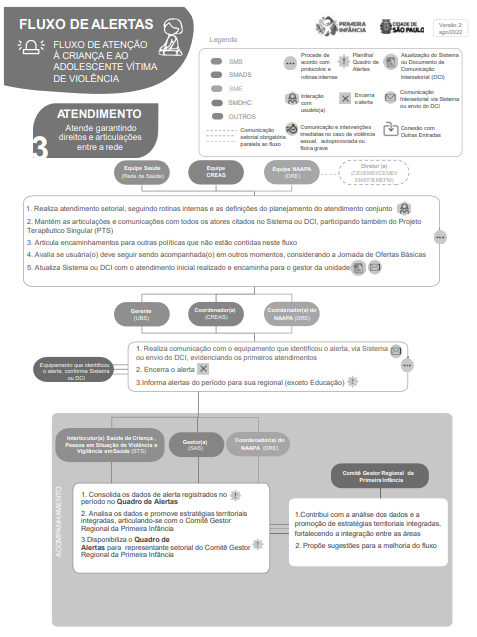 FLUXO DE ALERTAS
FLUXO DE ATENÇÃO
À CRIANÇA E AO
ADOLESCENTE VÍTIMA
DE VIOLÊNCIA
PRIMEIRA
INFÂNCIA
CIDADE DE
SÃO PAULO
Versão 2:
ago/2022
3
ATENDIMENTO
Atende garantindo
direitos e articulações
entre a rede
Legenda
SMS
SMADS
SME
SMDHC
OUTROS
Comunicação
setorial obrigatória
paralela ao fluxo
Procede de
acordo com
protocolos e
rotinas internas
Planilha/
Quadro de
Alertas
Atualização do Sistema
ou Documento de
Comunicação
Intersetorial (DCI)
Interação
com
usuário(a)
Encerra
o alerta
Comunicação
Intersetorial via Sistema
ou envio do DCI
Comunicação e intervenções
imediatas no caso de violência
sexual, autoprovocada ou
física grave
Conexão com
Outras Entradas
Equipe Saúde
(Rede de Saúde)
Equipe
CREAS
Equipe NAAPA
(DRE)
Diretor (a)
(CEI/EMEI/CEMEI/
EMEF/EMEFM)
1. Realiza atendimento setorial, seguindo rotinas internas e as definições do planejamento do atendimento conjunto
2. Mantém as articulações e comunicações com todos os atores citados no Sistema ou DCI, participando também do Projeto
Terapêutico Singular (PTS)
3. Articula encaminhamentos para outras políticas que não estão contidas neste fluxo
4. Avalia se usuária(o) deve seguir sendo acompanhada(o) em outros momentos, considerando a Jornada de Ofertas Básicas
5. Atualiza Sistema ou DCI com o atendimento inicial realizado e encaminha para o gestor da unidade
Gerente
(UBS)
Coordenador(a)
(CREAS)
Coordenador(a) do
NAAPA (DRE)
Equipamento que identificou
o alerta, conforme Sistema
ou DCI
1. Realiza comunicação com o equipamento que identificou o alerta, via Sistema
ou envio do DCI, evidenciando os primeiros atendimentos
2. Encerra o alerta
3.Informa alertas do período para sua regional (exceto Educação)
ACOMPANHAMENTO
Interlocutor(a) Saúde da Criança ,
Pessoa em Situação de Violência e
Vigilância em Saúde (STS)
Gestor(a)
(SAS)
Coordenador(a) do
NAAPA (DRE)
Comitê Gestor Regional da
Primeira Infância
1. Consolida os dados de alerta registrados no
período no Quadro de Alertas
2. Analisa os dados e promove estratégias territoriais
integradas, articulando-se com o Comitê Gestor
Regional da Primeira Infância
3.Disponibiliza o Quadro de
Alertas para representante setorial do Comitê Gestor
Regional da Primeira Infância
1.Contribui com a análise dos dados e a
promoção de estratégias territoriais integradas,
fortalecendo a integração entre as áreas
2. Propõe sugestões para a melhoria do fluxo